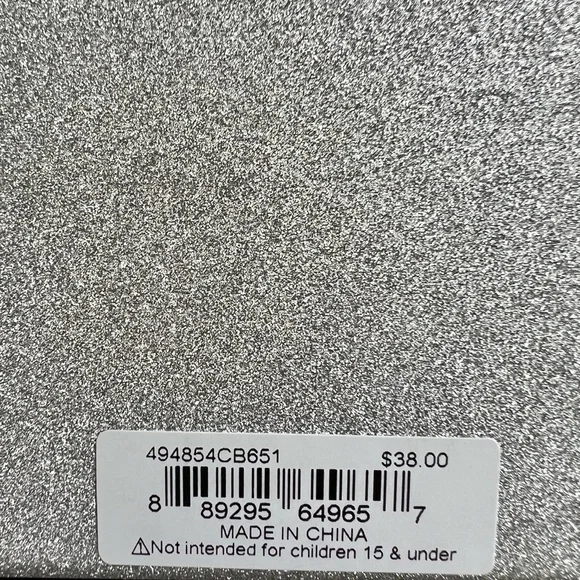 494854CB651 $38.00
8 89295 64965 7
MADE IN CHINA
⚠Not intended for children 15 & under